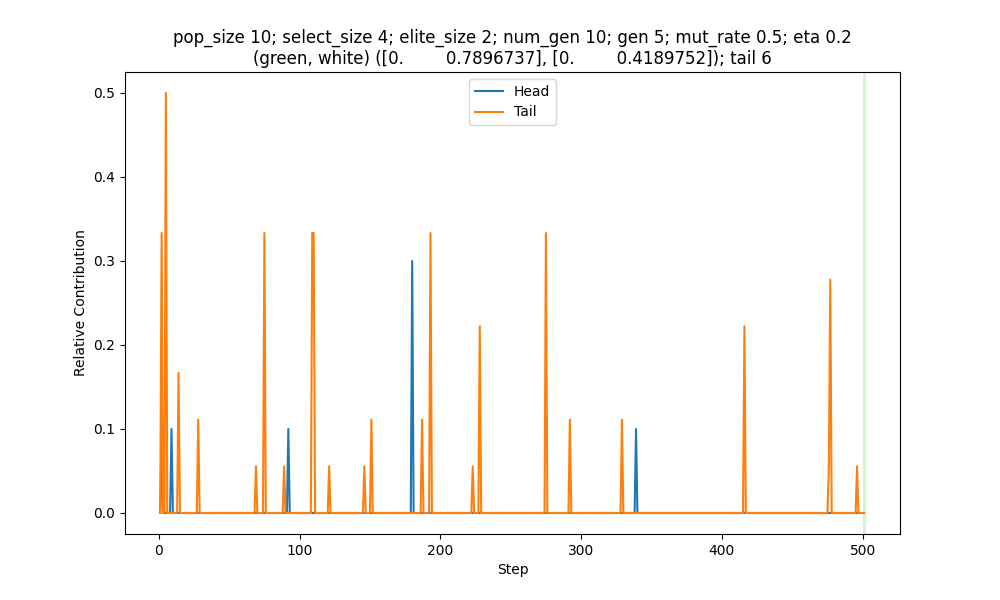 pop_size 10; select_size 4; elite_size 2; num_gen 10; gen 5; mut_rate 0.5; eta 0.2
(green, white) ([0.        0.7896737], [0.        0.4189752]); tail 6
Head
Tail
0.5
0.4
0.3
0.2
0.1
0.0
Relative Contribution
0
100
200
300
400
500
Step